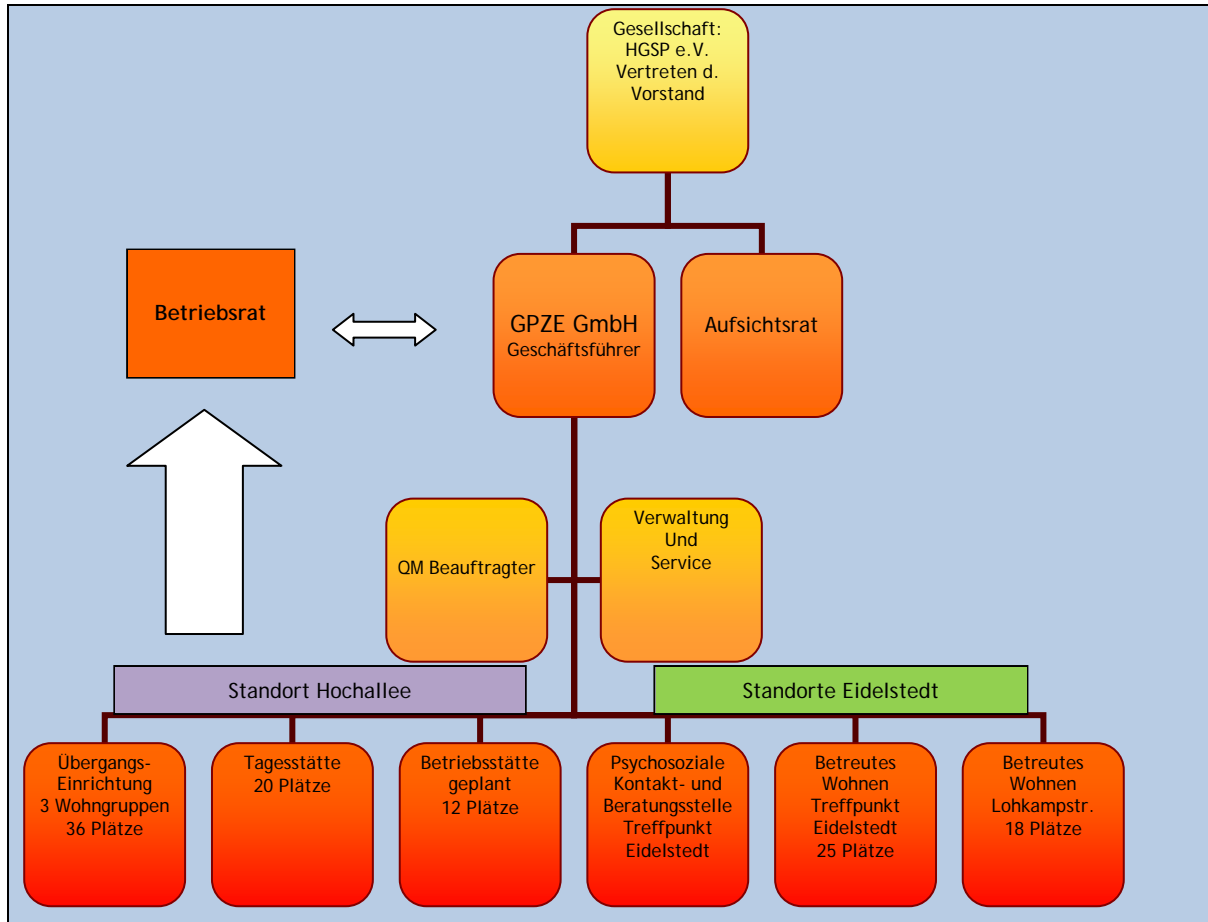 Gesellschaft:
HGSP e.V.
Vertreten d.
Vorstand
Betriebsrat
GPZE GmbH
Geschäftsführer
Aufsichtsrat
QM Beauftragter
Verwaltung
Und
Service
Standort Hochallee
Standorte Eidelstedt
Übergangs-
Einrichtung
3 Wohngruppen
36 Plätze
Tagesstätte
20 Plätze
Betriebsstätte
geplant
12 Plätze
Psychosoziale
Kontakt- und
Beratungsstelle
Treffpunkt
Eidelstedt
Betreutes
Wohnen
Treffpunkt
Eidelstedt
25 Plätze
Betreutes
Wohnen
Lohkampstr.
18 Plätze